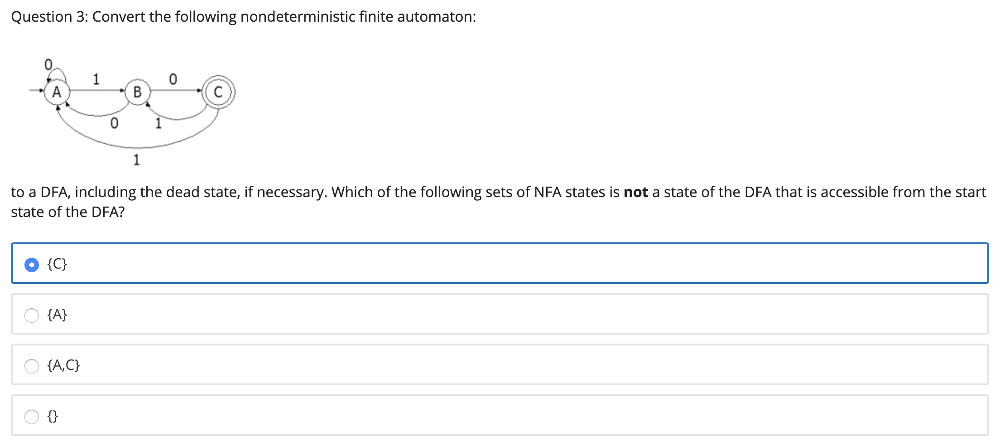 Question 3: Convert the following nondeterministic finite automaton:
0
1
0
A
B
C
0
1
1
to a DFA, including the dead state, if necessary. Which of the following sets of NFA states is not a state of the DFA that is accessible from the start
state of the DFA?
{C}
{A}
{A,C}
{}